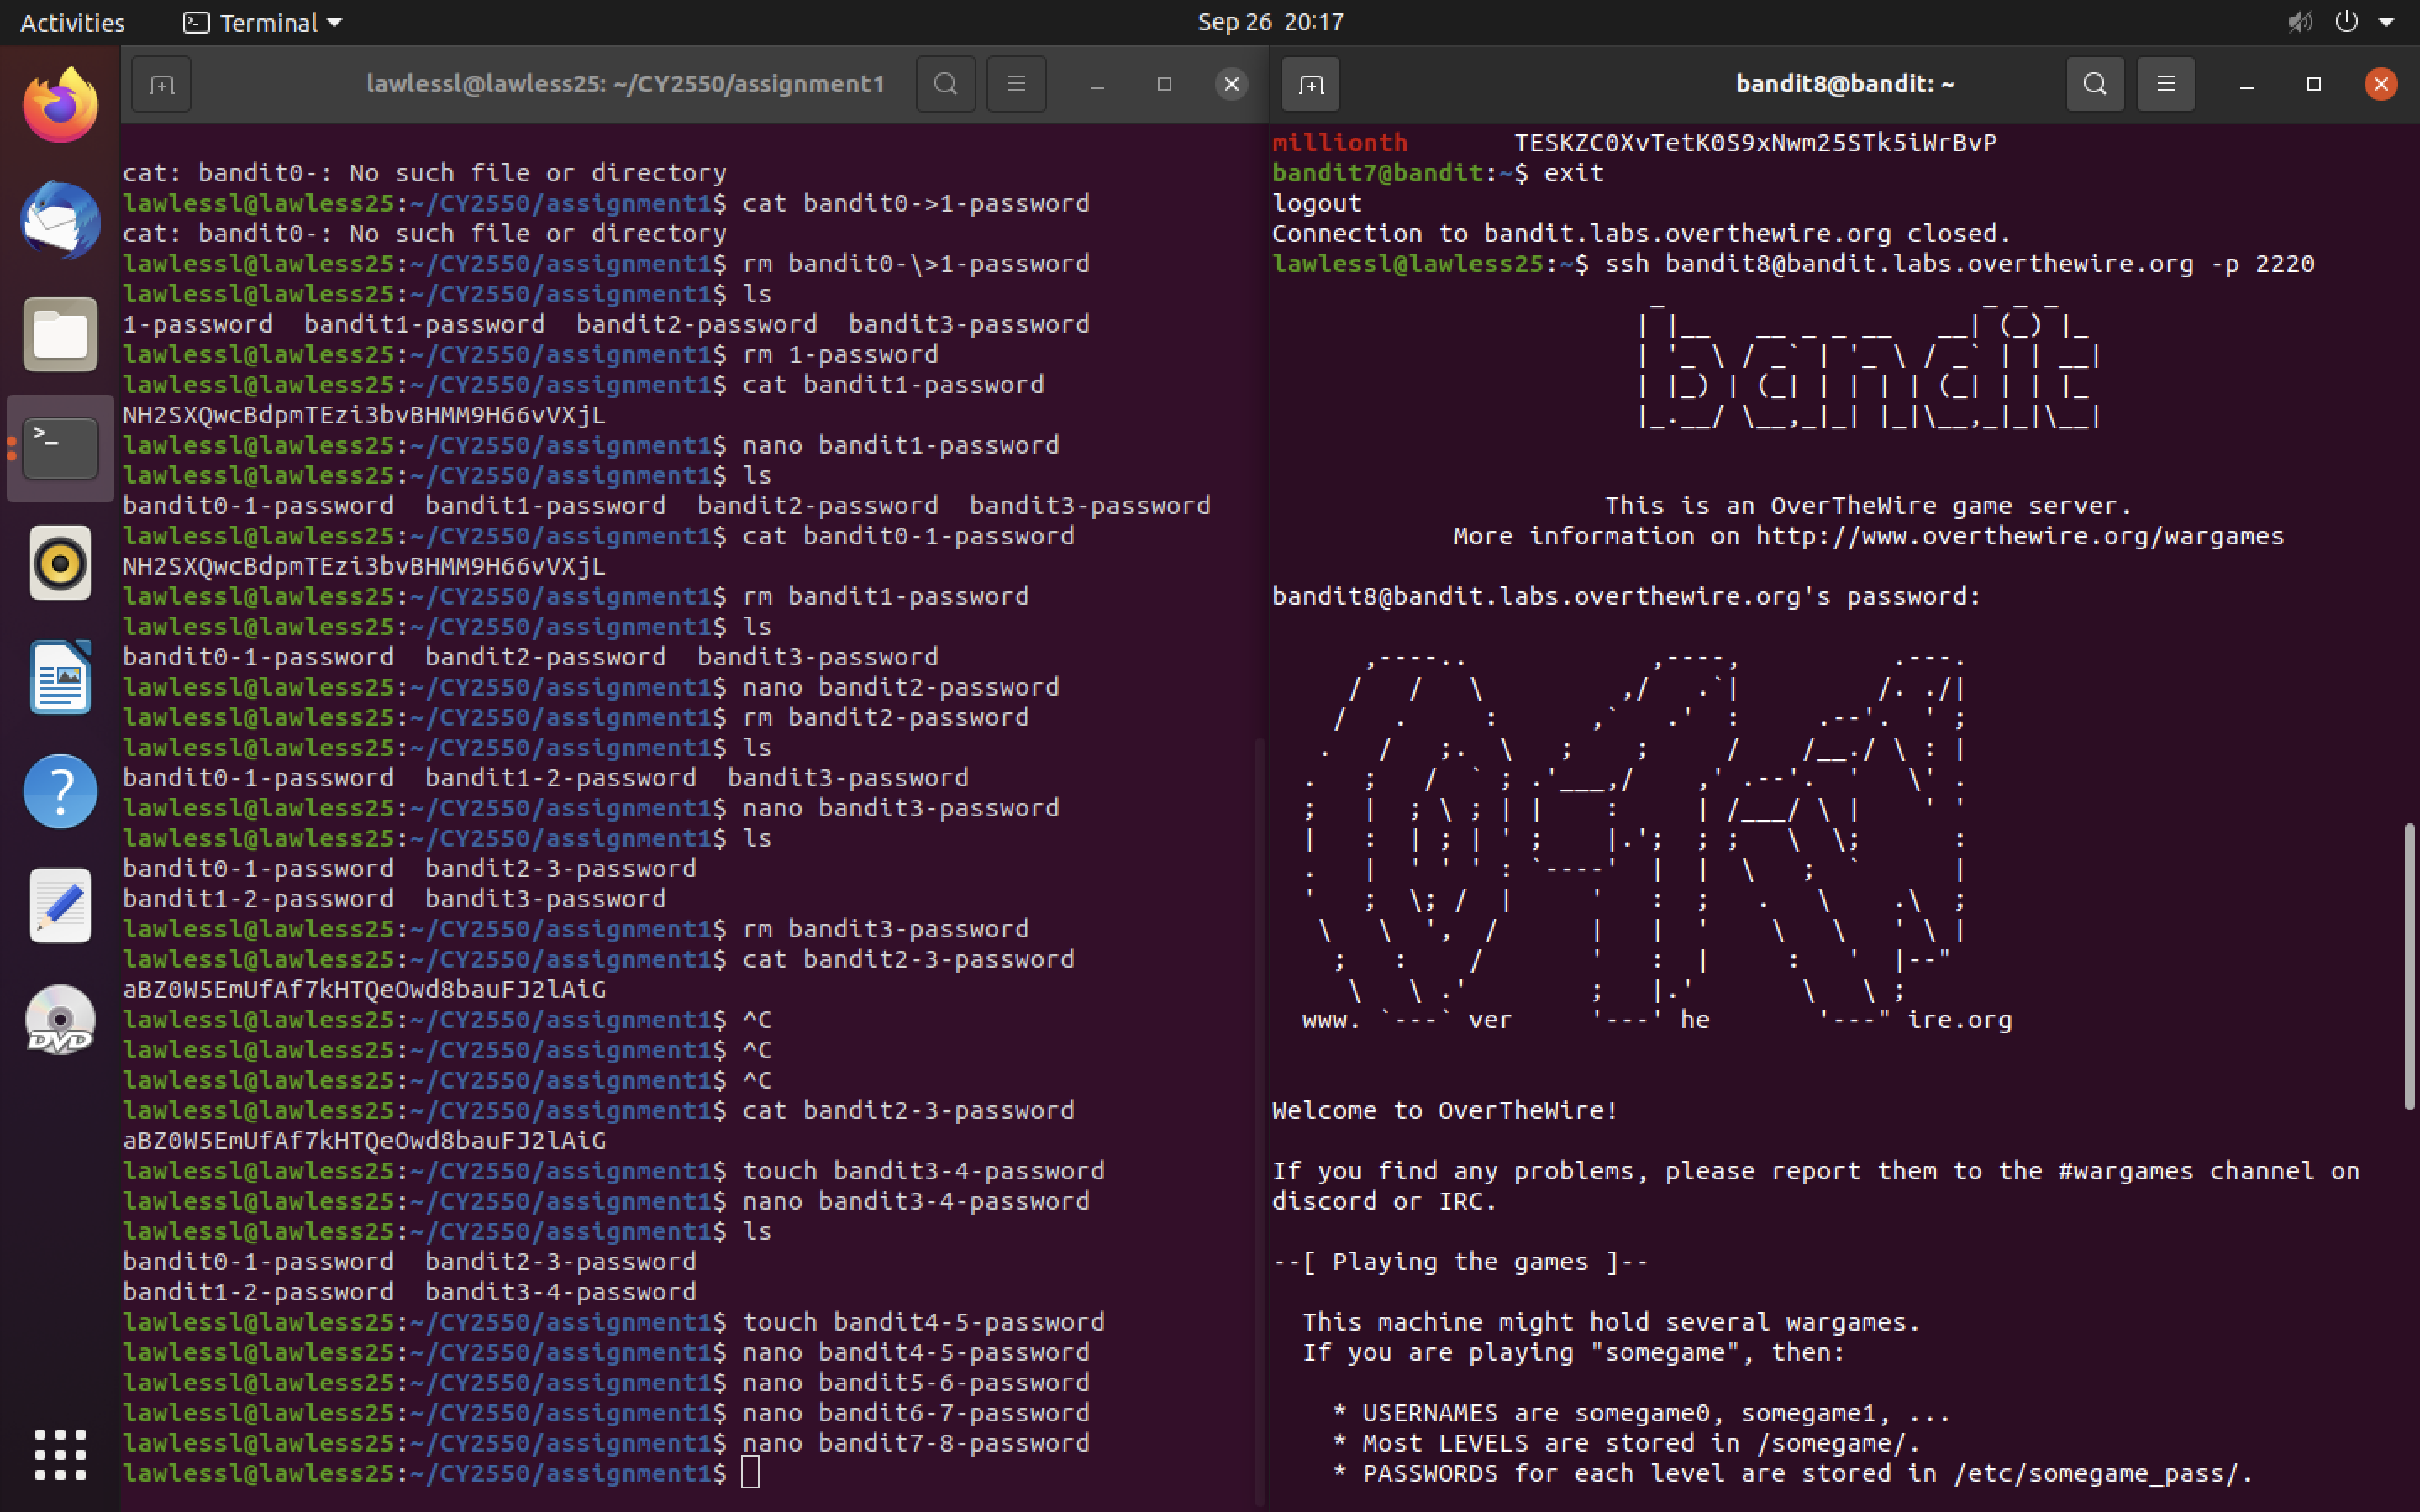 Activities
Terminal
Sep 26 20:17
lawlessl@lawless25: ~/CY2550/assignment1
cat: bandit0-: No such file or directory
lawlessl@lawless25:~/CY2550/assignment1$ cat bandit0->1-password
cat: bandit0-: No such file or directory
lawlessl@lawless25:~/CY2550/assignment1$ rm bandit0-\>1-password
lawlessl@lawless25:~/CY2550/assignment1$ ls
1-password  bandit1-password  bandit2-password  bandit3-password
lawlessl@lawless25:~/CY2550/assignment1$ rm 1-password
lawlessl@lawless25:~/CY2550/assignment1$ cat bandit1-password
NH2SXQwcBdpmTEzi3bvBHMM9H66vVXjL
lawlessl@lawless25:~/CY2550/assignment1$ nano bandit1-password
lawlessl@lawless25:~/CY2550/assignment1$ ls
bandit0-1-password  bandit1-password  bandit2-password  bandit3-password
lawlessl@lawless25:~/CY2550/assignment1$ cat bandit0-1-password
NH2SXQwcBdpmTEzi3bvBHMM9H66vVXjL
lawlessl@lawless25:~/CY2550/assignment1$ rm bandit1-password
lawlessl@lawless25:~/CY2550/assignment1$ ls
bandit0-1-password  bandit2-password  bandit3-password
lawlessl@lawless25:~/CY2550/assignment1$ nano bandit2-password
lawlessl@lawless25:~/CY2550/assignment1$ rm bandit2-password
lawlessl@lawless25:~/CY2550/assignment1$ ls
bandit0-1-password  bandit1-2-password  bandit3-password
lawlessl@lawless25:~/CY2550/assignment1$ nano bandit3-password
lawlessl@lawless25:~/CY2550/assignment1$ ls
bandit0-1-password  bandit2-3-password
bandit1-2-password  bandit3-password
lawlessl@lawless25:~/CY2550/assignment1$ rm bandit3-password
lawlessl@lawless25:~/CY2550/assignment1$ cat bandit2-3-password
aBZ0W5EmUfAf7kHTQeOwd8bauFJ2lAiG
lawlessl@lawless25:~/CY2550/assignment1$ ^C
lawlessl@lawless25:~/CY2550/assignment1$ ^C
lawlessl@lawless25:~/CY2550/assignment1$ ^C
lawlessl@lawless25:~/CY2550/assignment1$ cat bandit2-3-password
aBZ0W5EmUfAf7kHTQeOwd8bauFJ2lAiG
lawlessl@lawless25:~/CY2550/assignment1$ touch bandit3-4-password
lawlessl@lawless25:~/CY2550/assignment1$ nano bandit3-4-password
lawlessl@lawless25:~/CY2550/assignment1$ ls
bandit0-1-password  bandit2-3-password
bandit1-2-password  bandit3-4-password
lawlessl@lawless25:~/CY2550/assignment1$ touch bandit4-5-password
lawlessl@lawless25:~/CY2550/assignment1$ nano bandit4-5-password
lawlessl@lawless25:~/CY2550/assignment1$ nano bandit5-6-password
lawlessl@lawless25:~/CY2550/assignment1$ nano bandit6-7-password
lawlessl@lawless25:~/CY2550/assignment1$ nano bandit7-8-password
lawlessl@lawless25:~/CY2550/assignment1$
bandit8@bandit: ~
millionth       TESKZC0XvTetK0S9xNwm25STk5iWrBvP
bandit7@bandit:~$ exit
logout
Connection to bandit.labs.overthewire.org closed.
lawlessl@lawless25:~$ ssh bandit8@bandit.labs.overthewire.org -p 2220
bandit
This is an OverTheWire game server.
More information on http://www.overthewire.org/wargames
bandit8@bandit.labs.overthewire.org's password:
www. `---` ver     '---' he       '---" ire.org
Welcome to OverTheWire!
If you find any problems, please report them to the #wargames channel on
discord or IRC.
--[ Playing the games ]--
This machine might hold several wargames.
If you are playing "somegame", then:
* USERNAMES are somegame0, somegame1, ...
* Most LEVELS are stored in /somegame/.
* PASSWORDS for each level are stored in /etc/somegame_pass/.
DVD